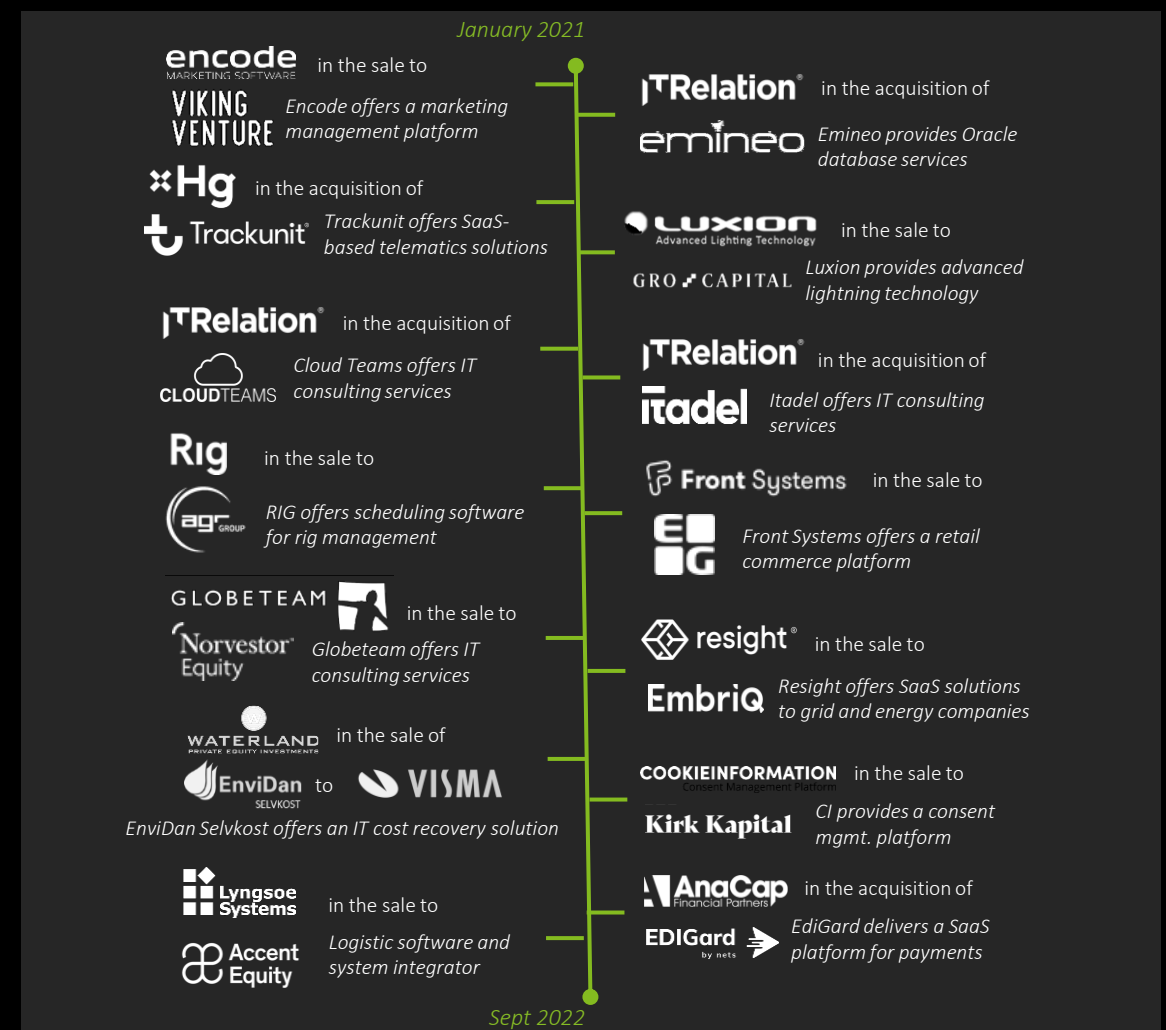 January 2021
encode
MARKETING SOFTWARE
in the sale to
VIKING
VENTURE
Encode offers a marketing
management platform
ITRelation®
in the acquisition of
emineo
Emineo provides Oracle
database services
Hg
in the acquisition of
Trackunit®
Trackunit offers SaaS-
based telematics solutions
LUXION
Advanced Lighting Technology
in the sale to
GRO CAPITAL
Luxion provides advanced
lightning technology
ITRelation®
in the acquisition of
CLOUDTEAMS
Cloud Teams offers IT
consulting services
ITRelation®
in the acquisition of
itadel
Itadel offers IT consulting
services
Rig
in the sale to
agr GROUP
RIG offers scheduling software
for rig management
Front Systems
in the sale to
EG
Front Systems offers a retail
commerce platform
GLOBETEAM
in the sale to
Norvestor™
Equity
Globeteam offers IT
consulting services
resight®
in the sale to
EmbriQ
Resight offers SaaS solutions
to grid and energy companies
WATERLAND
PRIVATE EQUITY INVESTMENTS
in the sale of
EnviDan
SELVKOST
to
VISMA
EnviDan Selvkost offers an IT cost recovery solution
COOKIEINFORMATION
Consent Management Platform
in the sale to
Kirk Kapital
CI provides a consent
mgmt. platform
Lyngsoe
Systems
in the sale to
Accent
Equity
Logistic software and
system integrator
AnaCap
Financial Partners
in the acquisition of
EDIGard
by nets
EdiGard delivers a SaaS
platform for payments
Sept 2022